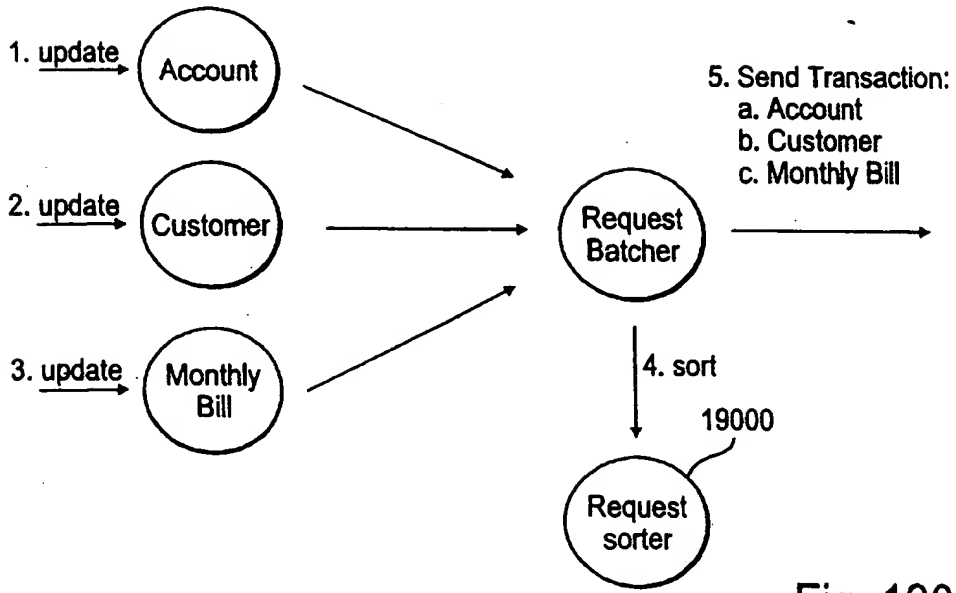 1. update
Account
5. Send Transaction:
a. Account
b. Customer
c. Monthly Bill
2. update
Customer
Request
Batcher
3. update
Monthly
Bill
4. sort
19000
Request
sorter